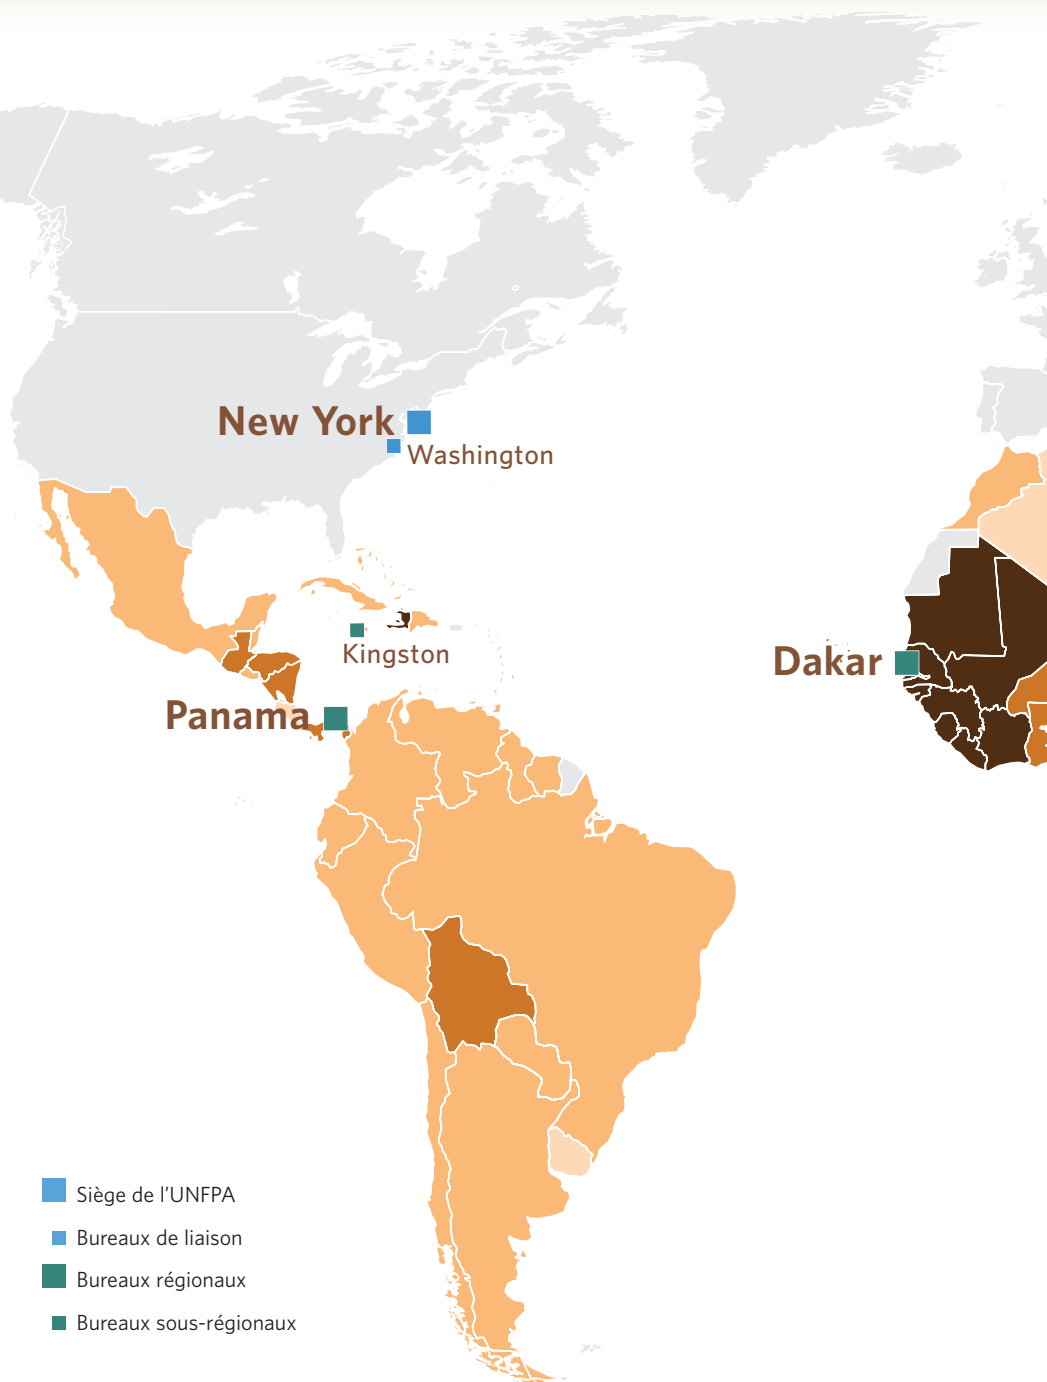 New York
Washington
Kingston
Dakar
Panama
Siège de l'UNFPA
Bureaux de liaison
Bureaux régionaux
Bureaux sous-régionaux